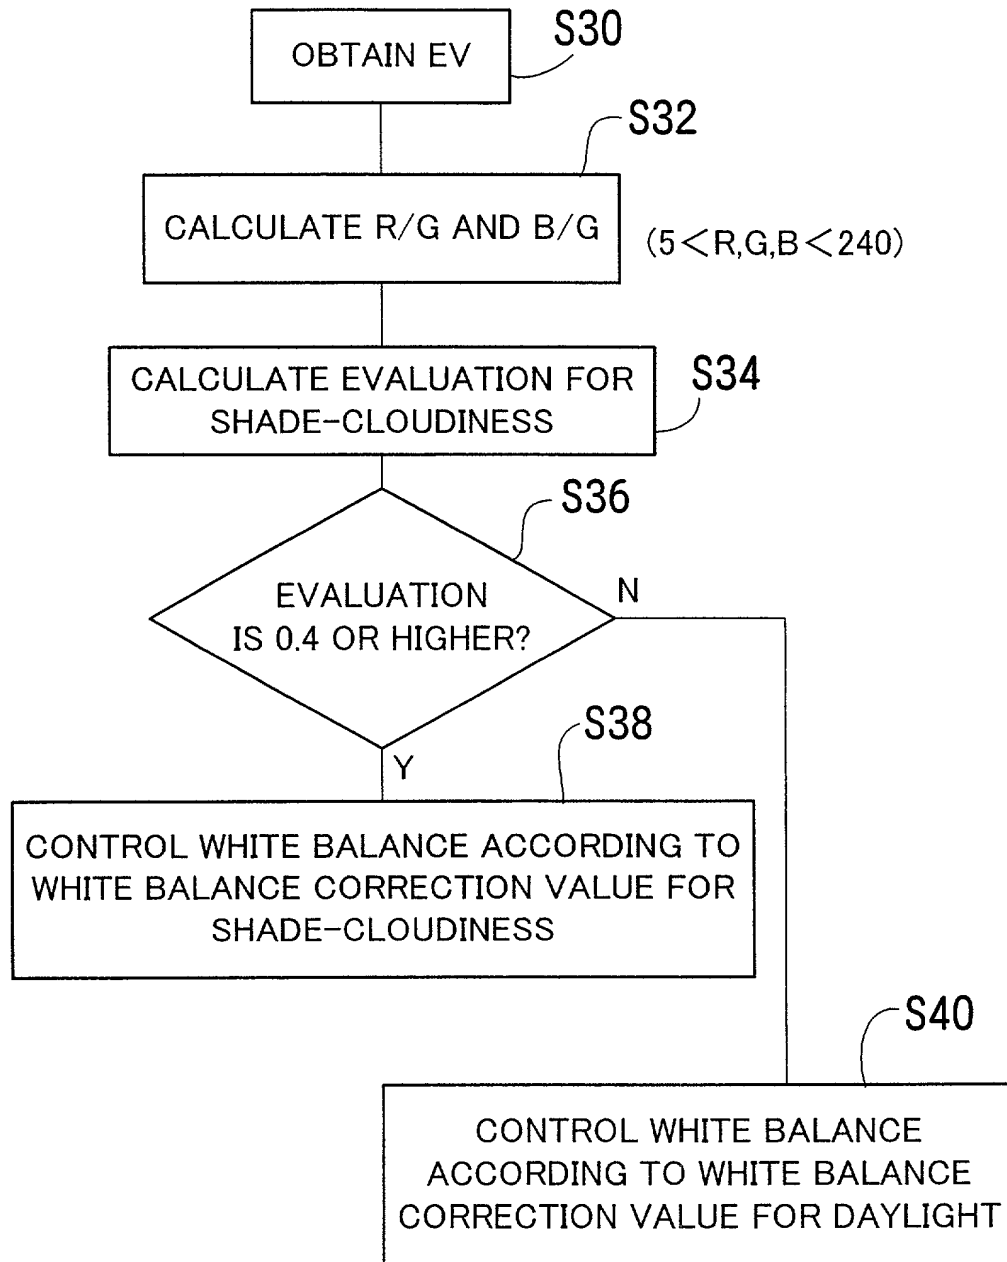 S30
OBTAIN EV
S32
CALCULATE R/G AND B/G
(5<R,G,B<240)
S34
CALCULATE EVALUATION FOR
SHADE-CLOUDINESS
S36
EVALUATION
IS 0.4 OR HIGHER?
N
Y
S38
CONTROL WHITE BALANCE ACCORDING TO
WHITE BALANCE CORRECTION VALUE FOR
SHADE-CLOUDINESS
S40
CONTROL WHITE BALANCE
ACCORDING TO WHITE BALANCE
CORRECTION VALUE FOR DAYLIGHT